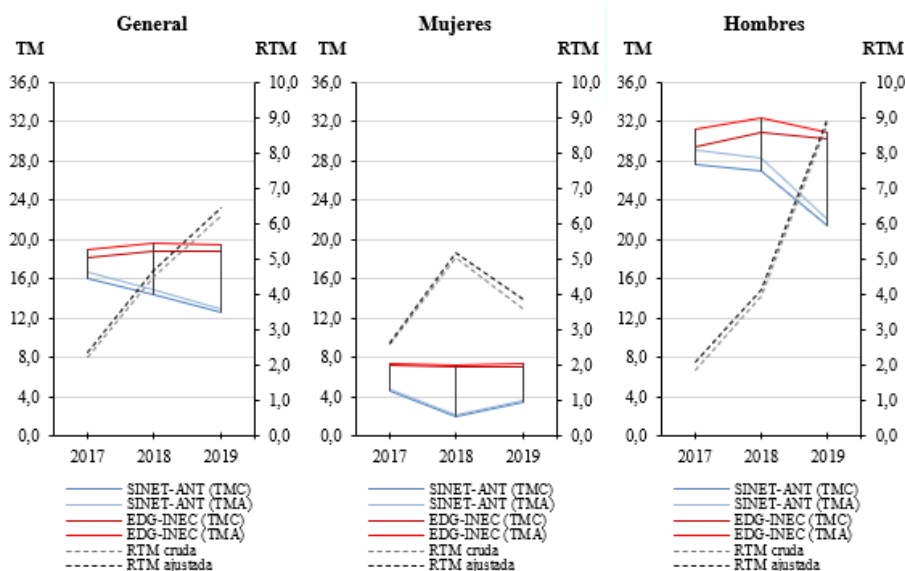 General
TM RTM
36,0 10,0
32,0 9,0
28,0 8,0
24,0 7,0
20,0 6,0
16,0 5,0
12,0 4,0
8,0 3,0
4,0 2,0
0,0 1,0
0,0
2017 2018 2019
SINET-ANT (TMC)
SINET-ANT (TMA)
EDG-INEC (TMC)
EDG-INEC (TMA)
RTM cruda
RTM ajustada
Mujeres
TM RTM
36,0 10,0
32,0 9,0
28,0 8,0
24,0 7,0
20,0 6,0
16,0 5,0
12,0 4,0
8,0 3,0
4,0 2,0
0,0 1,0
0,0
2017 2018 2019
SINET-ANT (TMC)
SINET-ANT (TMA)
EDG-INEC (TMC)
EDG-INEC (TMA)
RTM cruda
RTM ajustada
Hombres
TM RTM
36,0 10,0
32,0 9,0
28,0 8,0
24,0 7,0
20,0 6,0
16,0 5,0
12,0 4,0
8,0 3,0
4,0 2,0
0,0 1,0
0,0
2017 2018 2019
SINET-ANT (TMC)
SINET-ANT (TMA)
EDG-INEC (TMC)
EDG-INEC (TMA)
RTM cruda
RTM ajustada